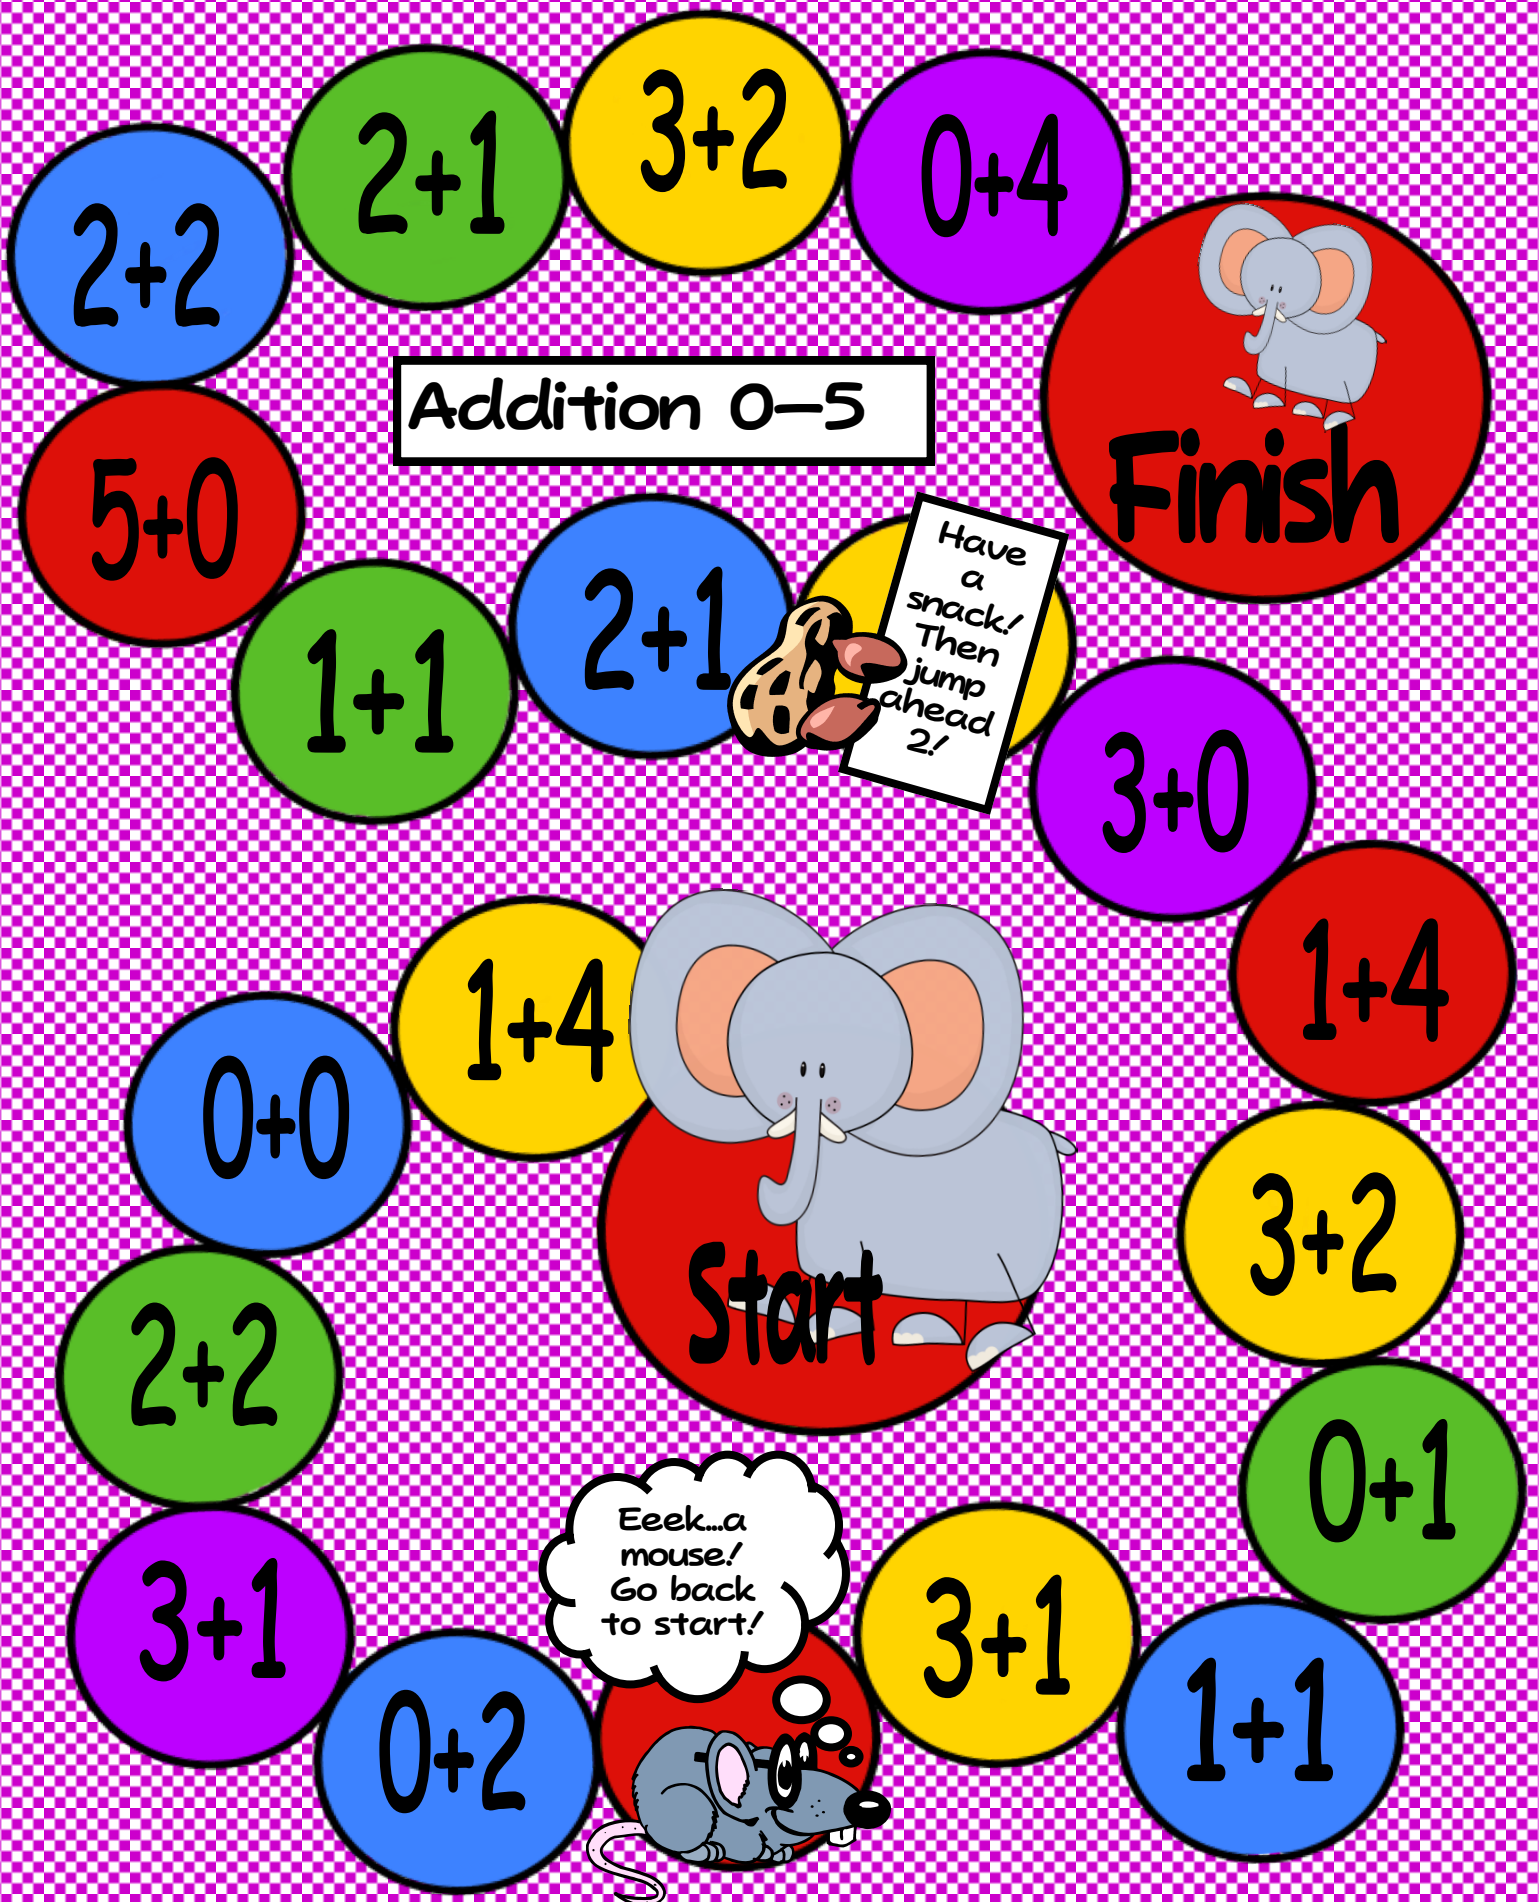 2+2
2+1
3+2
0+4
Finish
Addition 0-5
5+0
1+1
2+1
Have
a
snack!
Then
jump
ahead
2!
3+0
1+4
3+2
0+1
1+1
3+1
Eeek...a
mouse!
Go back
to start!
0+2
3+1
2+2
0+0
1+4
Start